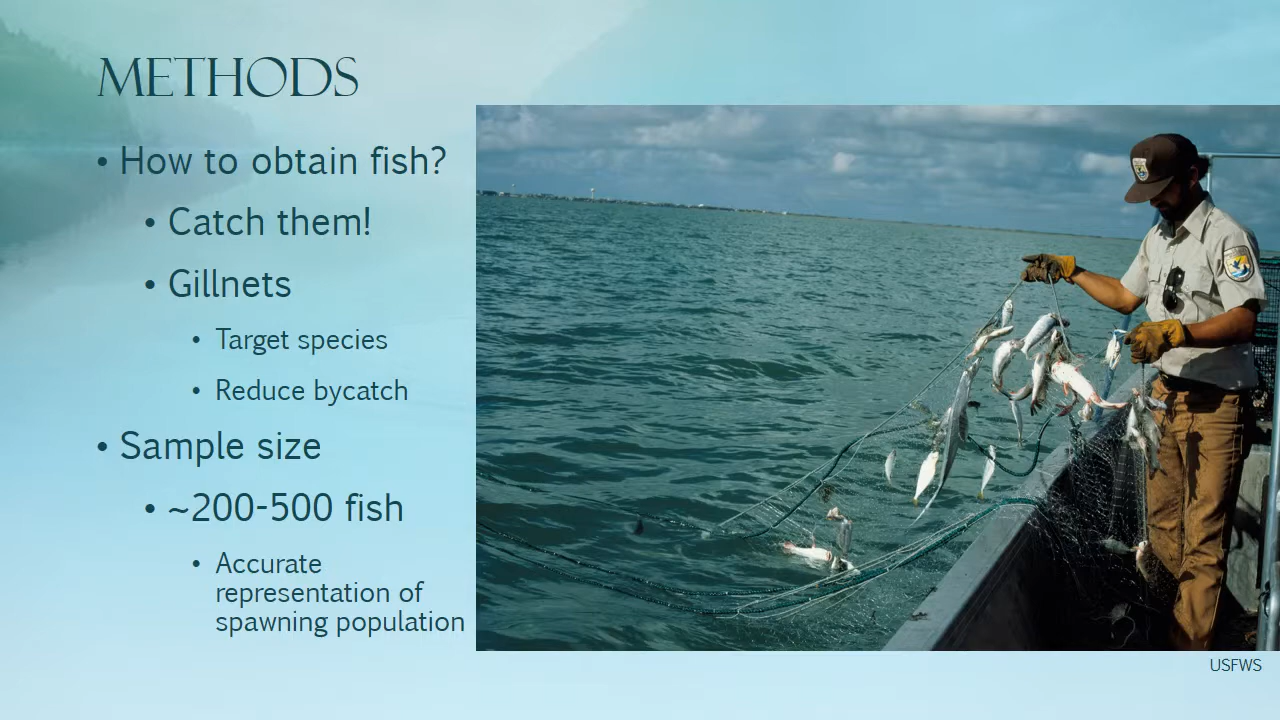 METHODS
• How to obtain fish?
• Catch them!
• Gillnets
• Target species
• Reduce bycatch
• Sample size
• ~200-500 fish
• Accurate
representation of
spawning population
USFWS